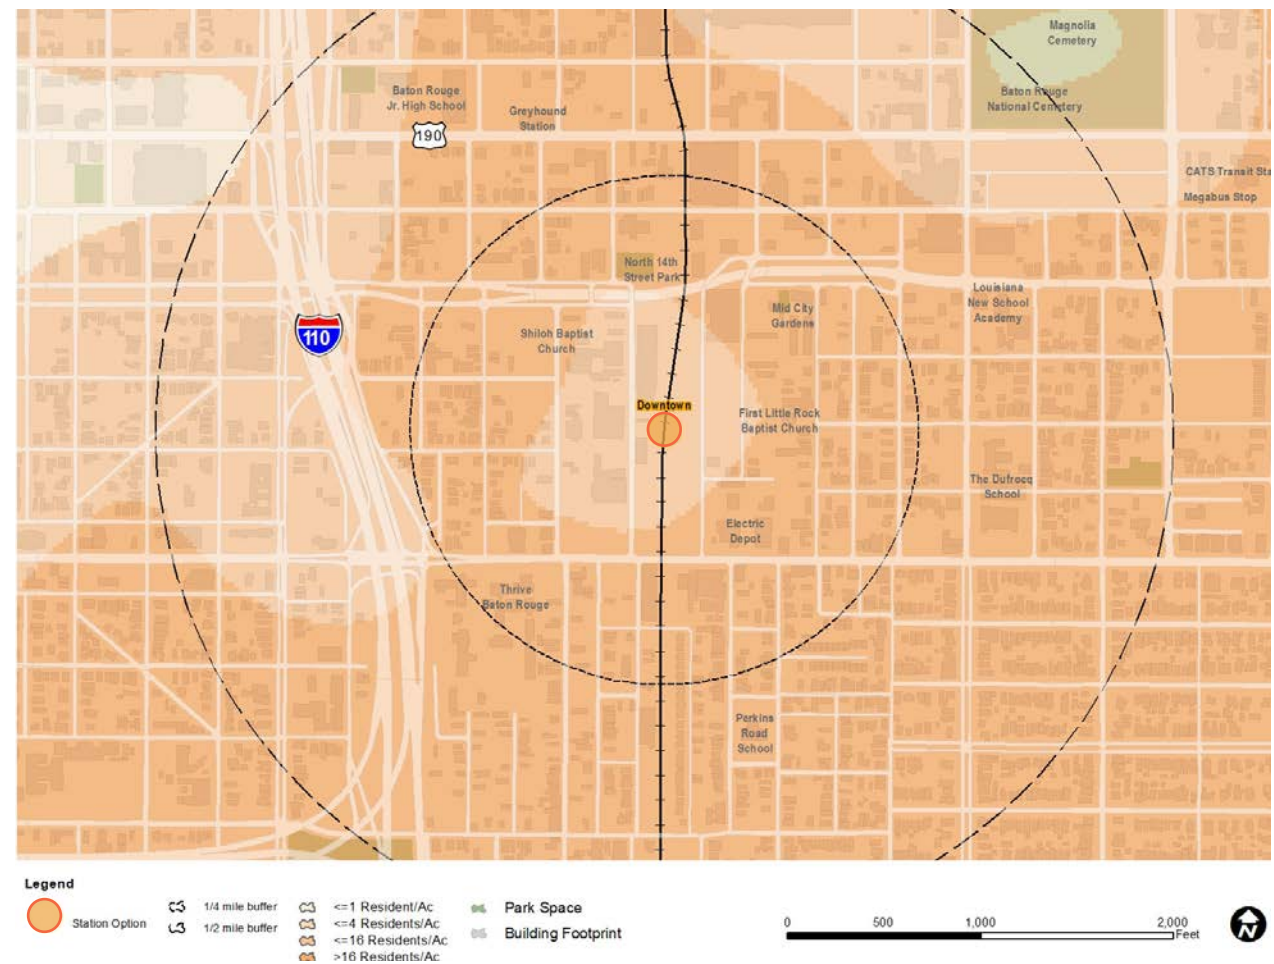 Magnolia
Cemetery
Baton Rouge
Jr. High School
Baton Rouge
National Cemetery
Greyhound
Station
190
CATS Transit Sta
Megabus Stop
North 14th
Street Park
Louisiana
New School
Academy
Mid City
Gardens
110
Shiloh Baptist
Church
Downtown
First Little Rock
Baptist Church
The Dufrocq
School
Electric
Depot
Thrive
Baton Rouge
Perkins
Road
School
Legend
Station Option
1/4 mile buffer
1/2 mile buffer
<=1 Resident/Ac
<=4 Residents/Ac
<=16 Residents/Ac
>16 Residents/Ac
Park Space
Building Footprint
0 500 1,000 2,000
Feet
N